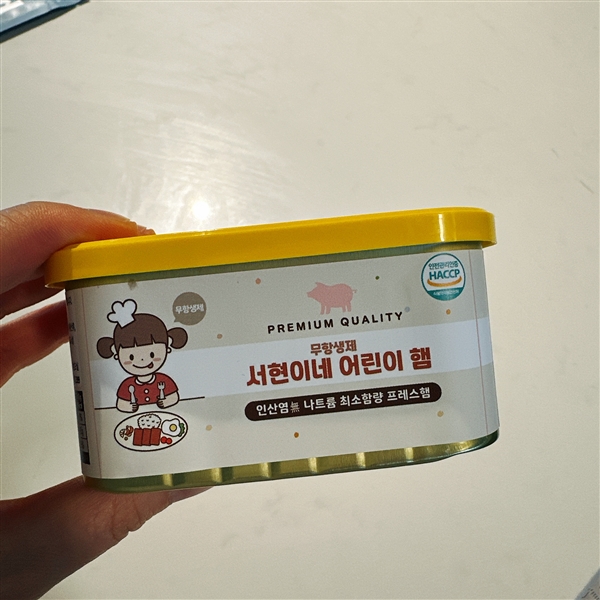 안전관리인증
HACCP
무항생제
PREMIUM QUALITY
무항생제
서현이네 어린이 햄
인산염無 나트륨 최소함량 프레스햄